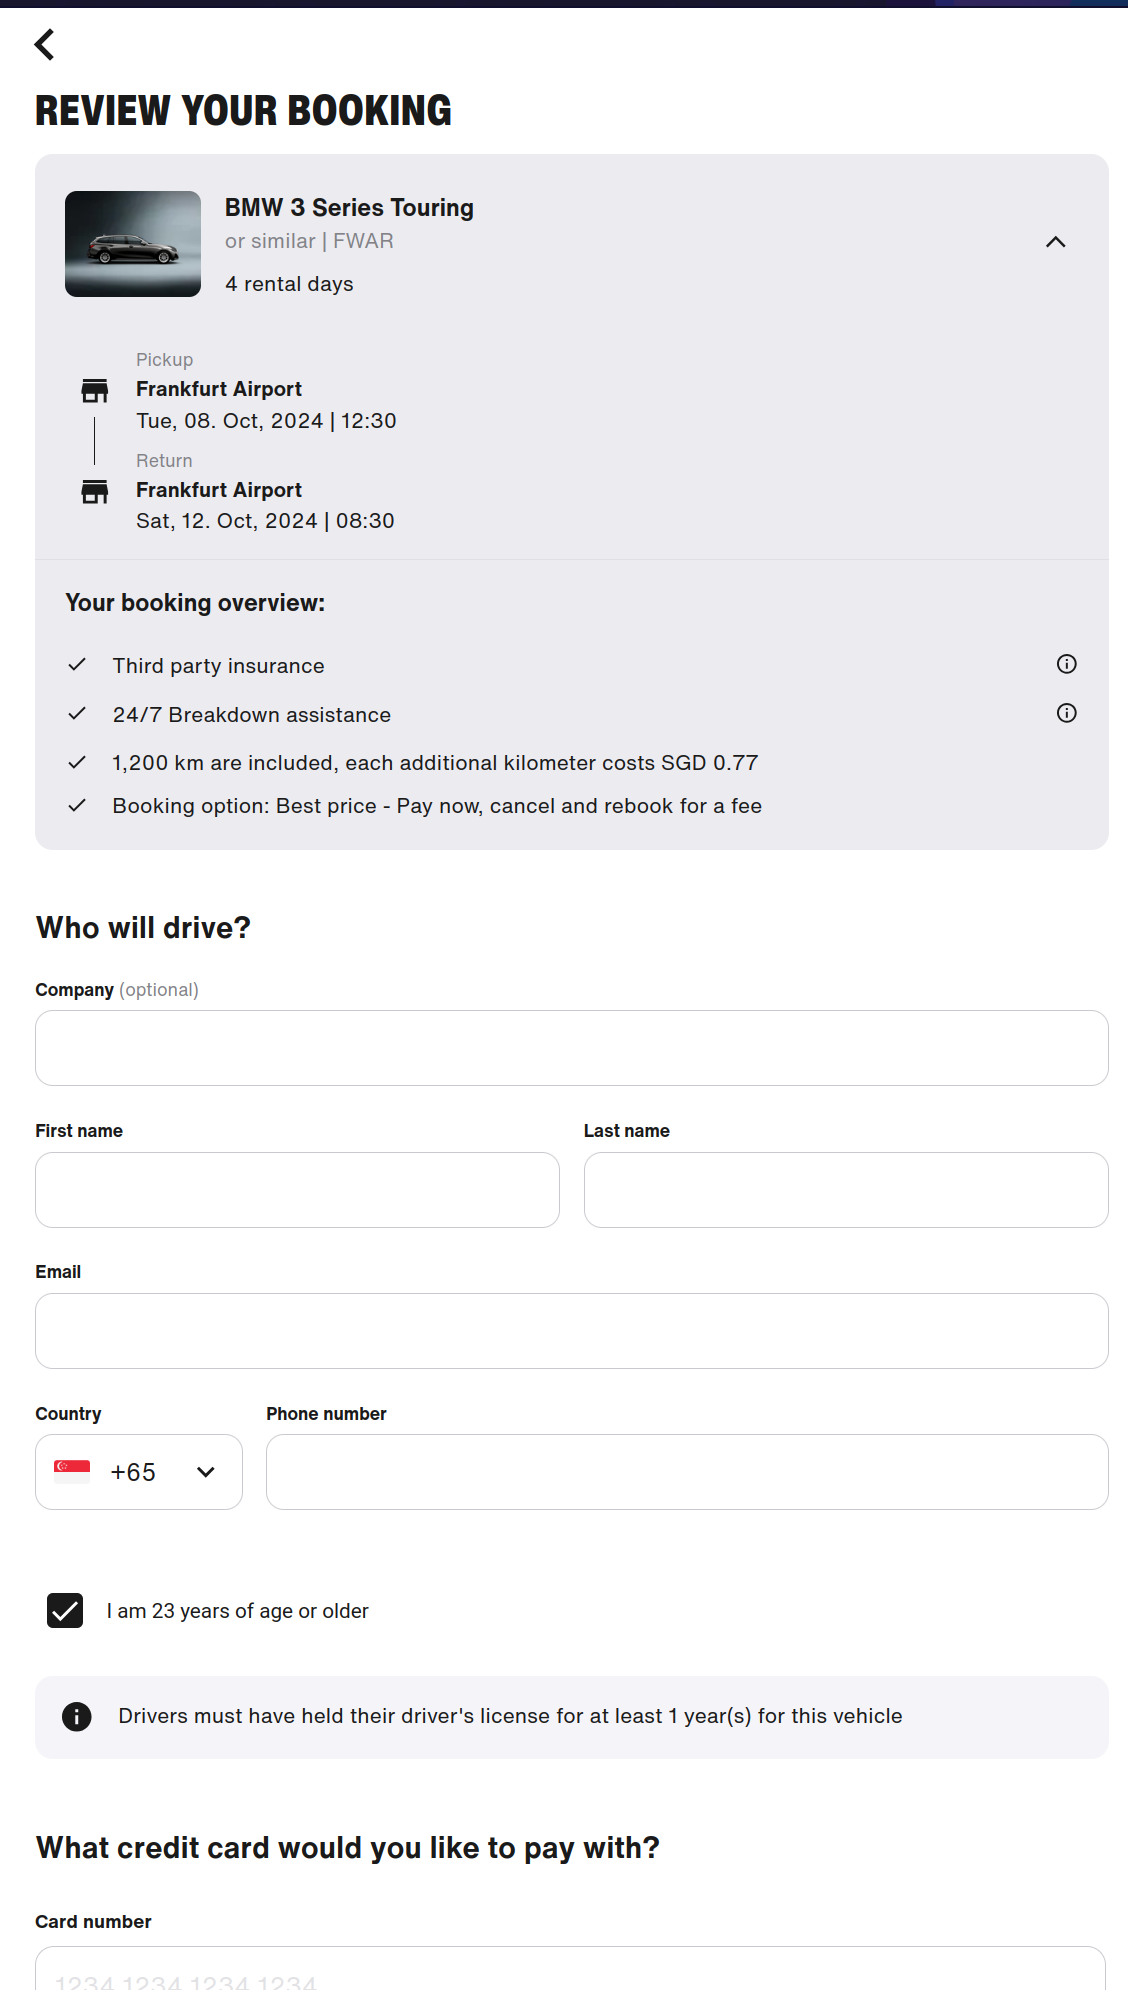 REVIEW YOUR BOOKING
BMW 3 Series Touring
or similar | FWAR
4 rental days
Pickup
Frankfurt Airport
Tue, 08. Oct, 2024 | 12:30
Return
Frankfurt Airport
Sat, 12. Oct, 2024 | 08:30
Your booking overview:
Third party insurance
24/7 Breakdown assistance
1,200 km are included, each additional kilometer costs SGD 0.77
Booking option: Best price - Pay now, cancel and rebook for a fee
Who will drive?
Company (optional)
First name Last name
Email
Country Phone number
+65
I am 23 years of age or older
Drivers must have held their driver's license for at least 1 year(s) for this vehicle
What credit card would you like to pay with?
Card number
1234 1234 1234 1234